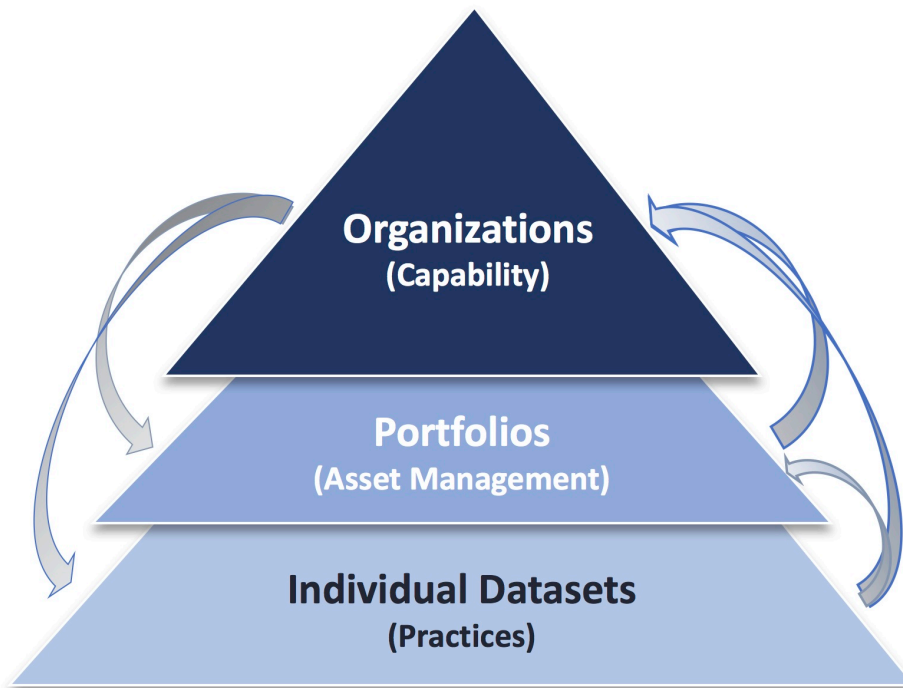 Organizations
(Capability)
Portfolios
(Asset Management)
Individual Datasets
(Practices)